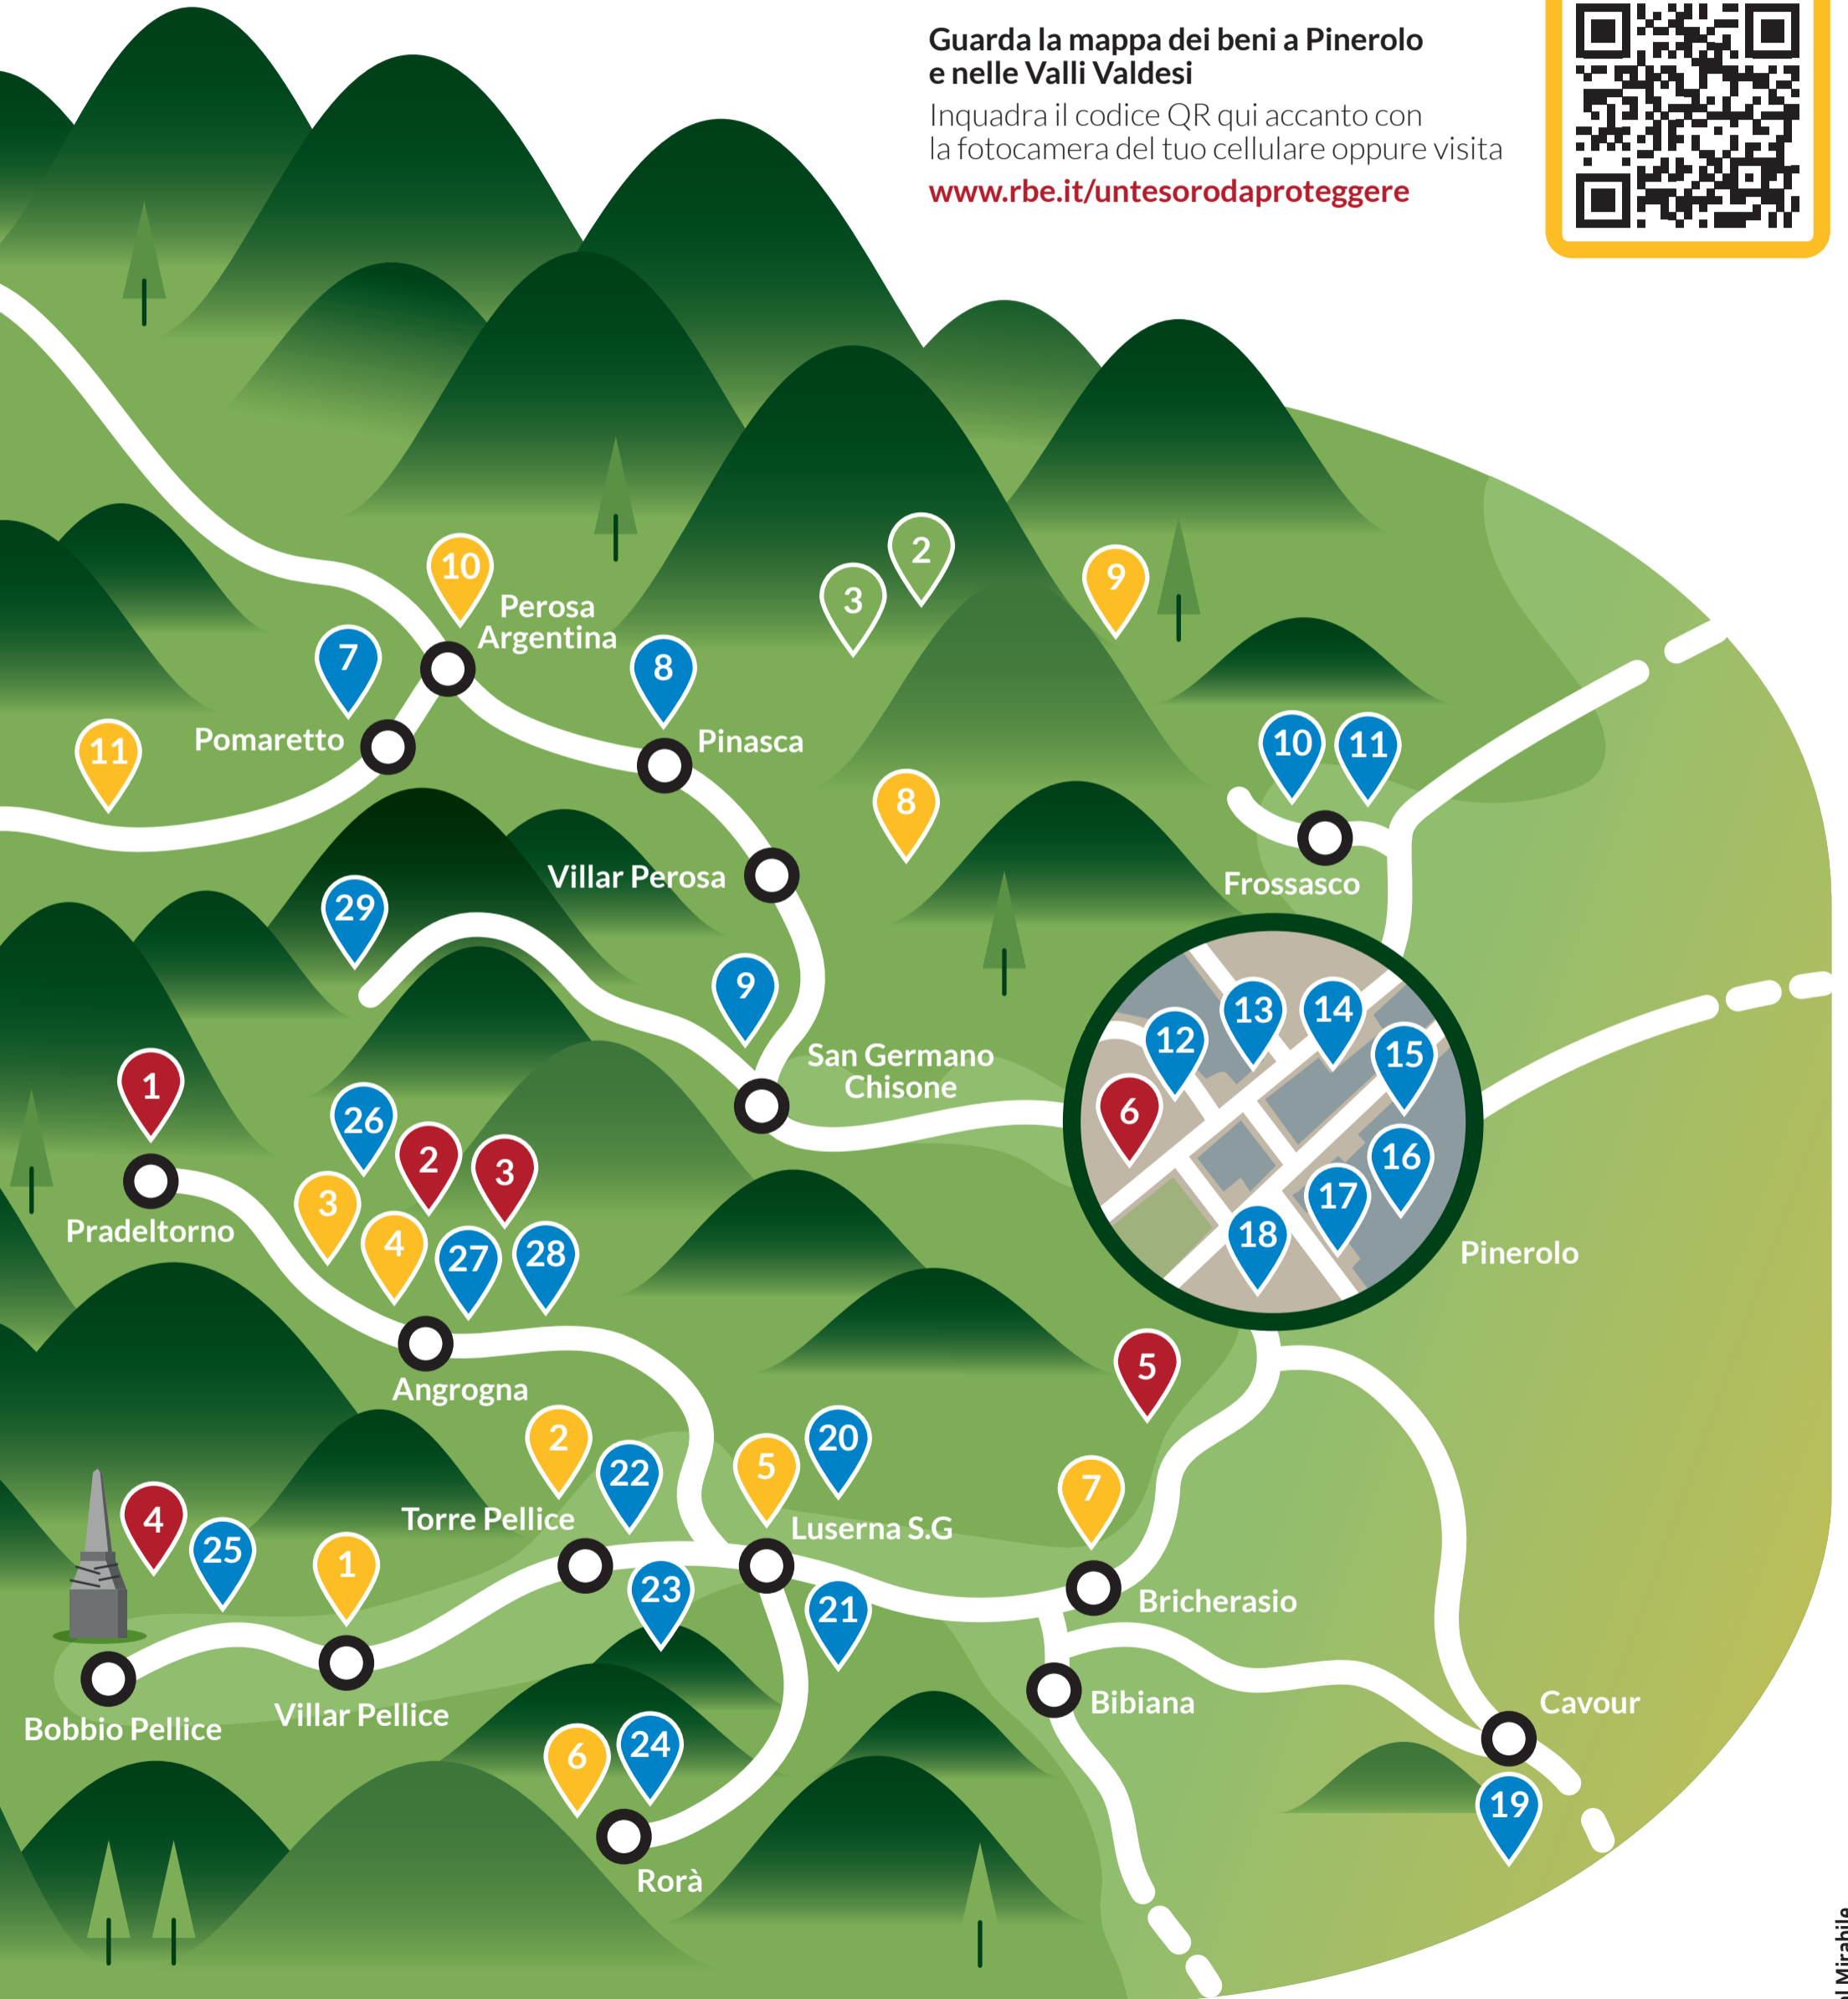 Guarda la mappa dei beni a Pinerolo
e nelle Valli Valdesi
Inquadra il codice QR qui accanto con
la fotocamera del tuo cellulare oppure visita
www.rbe.it/untesorodaproteggere
2
3
9
10
Perosa
Argentina
7
8
Pomaretto
11
Pinasca
10
11
8
Villar Perosa
Frossasco
29
9
13
14
12
15
San Germano
Chisone
1
6
26
2
3
16
3
17
Pradeltorno
4
27
28
18
Pinerolo
5
Angrogna
2
20
22
5
7
4
Torre Pellice
Luserna S.G
25
1
23
21
Bricherasio
Bobbio Pellice
Villar Pellice
Bibiana
Cavour
6
24
19
Rorà
Mirabile